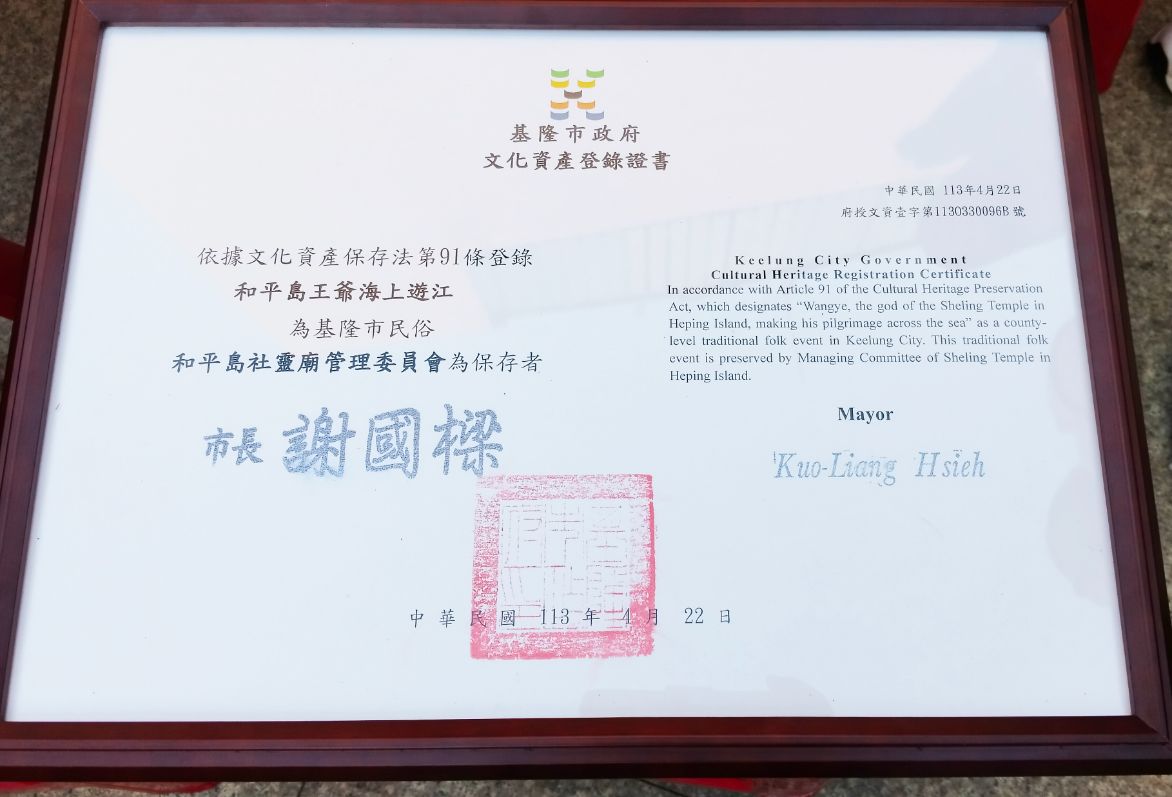 基隆市政府
文化資產登錄證書
中華民國 113年4月22日
府授文資壹字第1130330096B 號
依據文化資產保存法第91條登錄
和平島王爺海上遊江
為基隆市民俗
和平島社靈廟管理委員會為保存者
市長 謝國樑
Keelung City Government
Cultural Heritage Registration Certificate
In accordance with Article 91 of the Cultural Heritage Preservation
Act, which designates “Wangye, the god of the Sheling Temple in
Heping Island, making his pilgrimage across the sea” as a county-
level traditional folk event in Keelung City. This traditional folk
event is preserved by Managing Committee of Sheling Temple in
Heping Island.
Mayor
Kuo-Liang Hsieh
中華民國 113 年 4 月 22 日